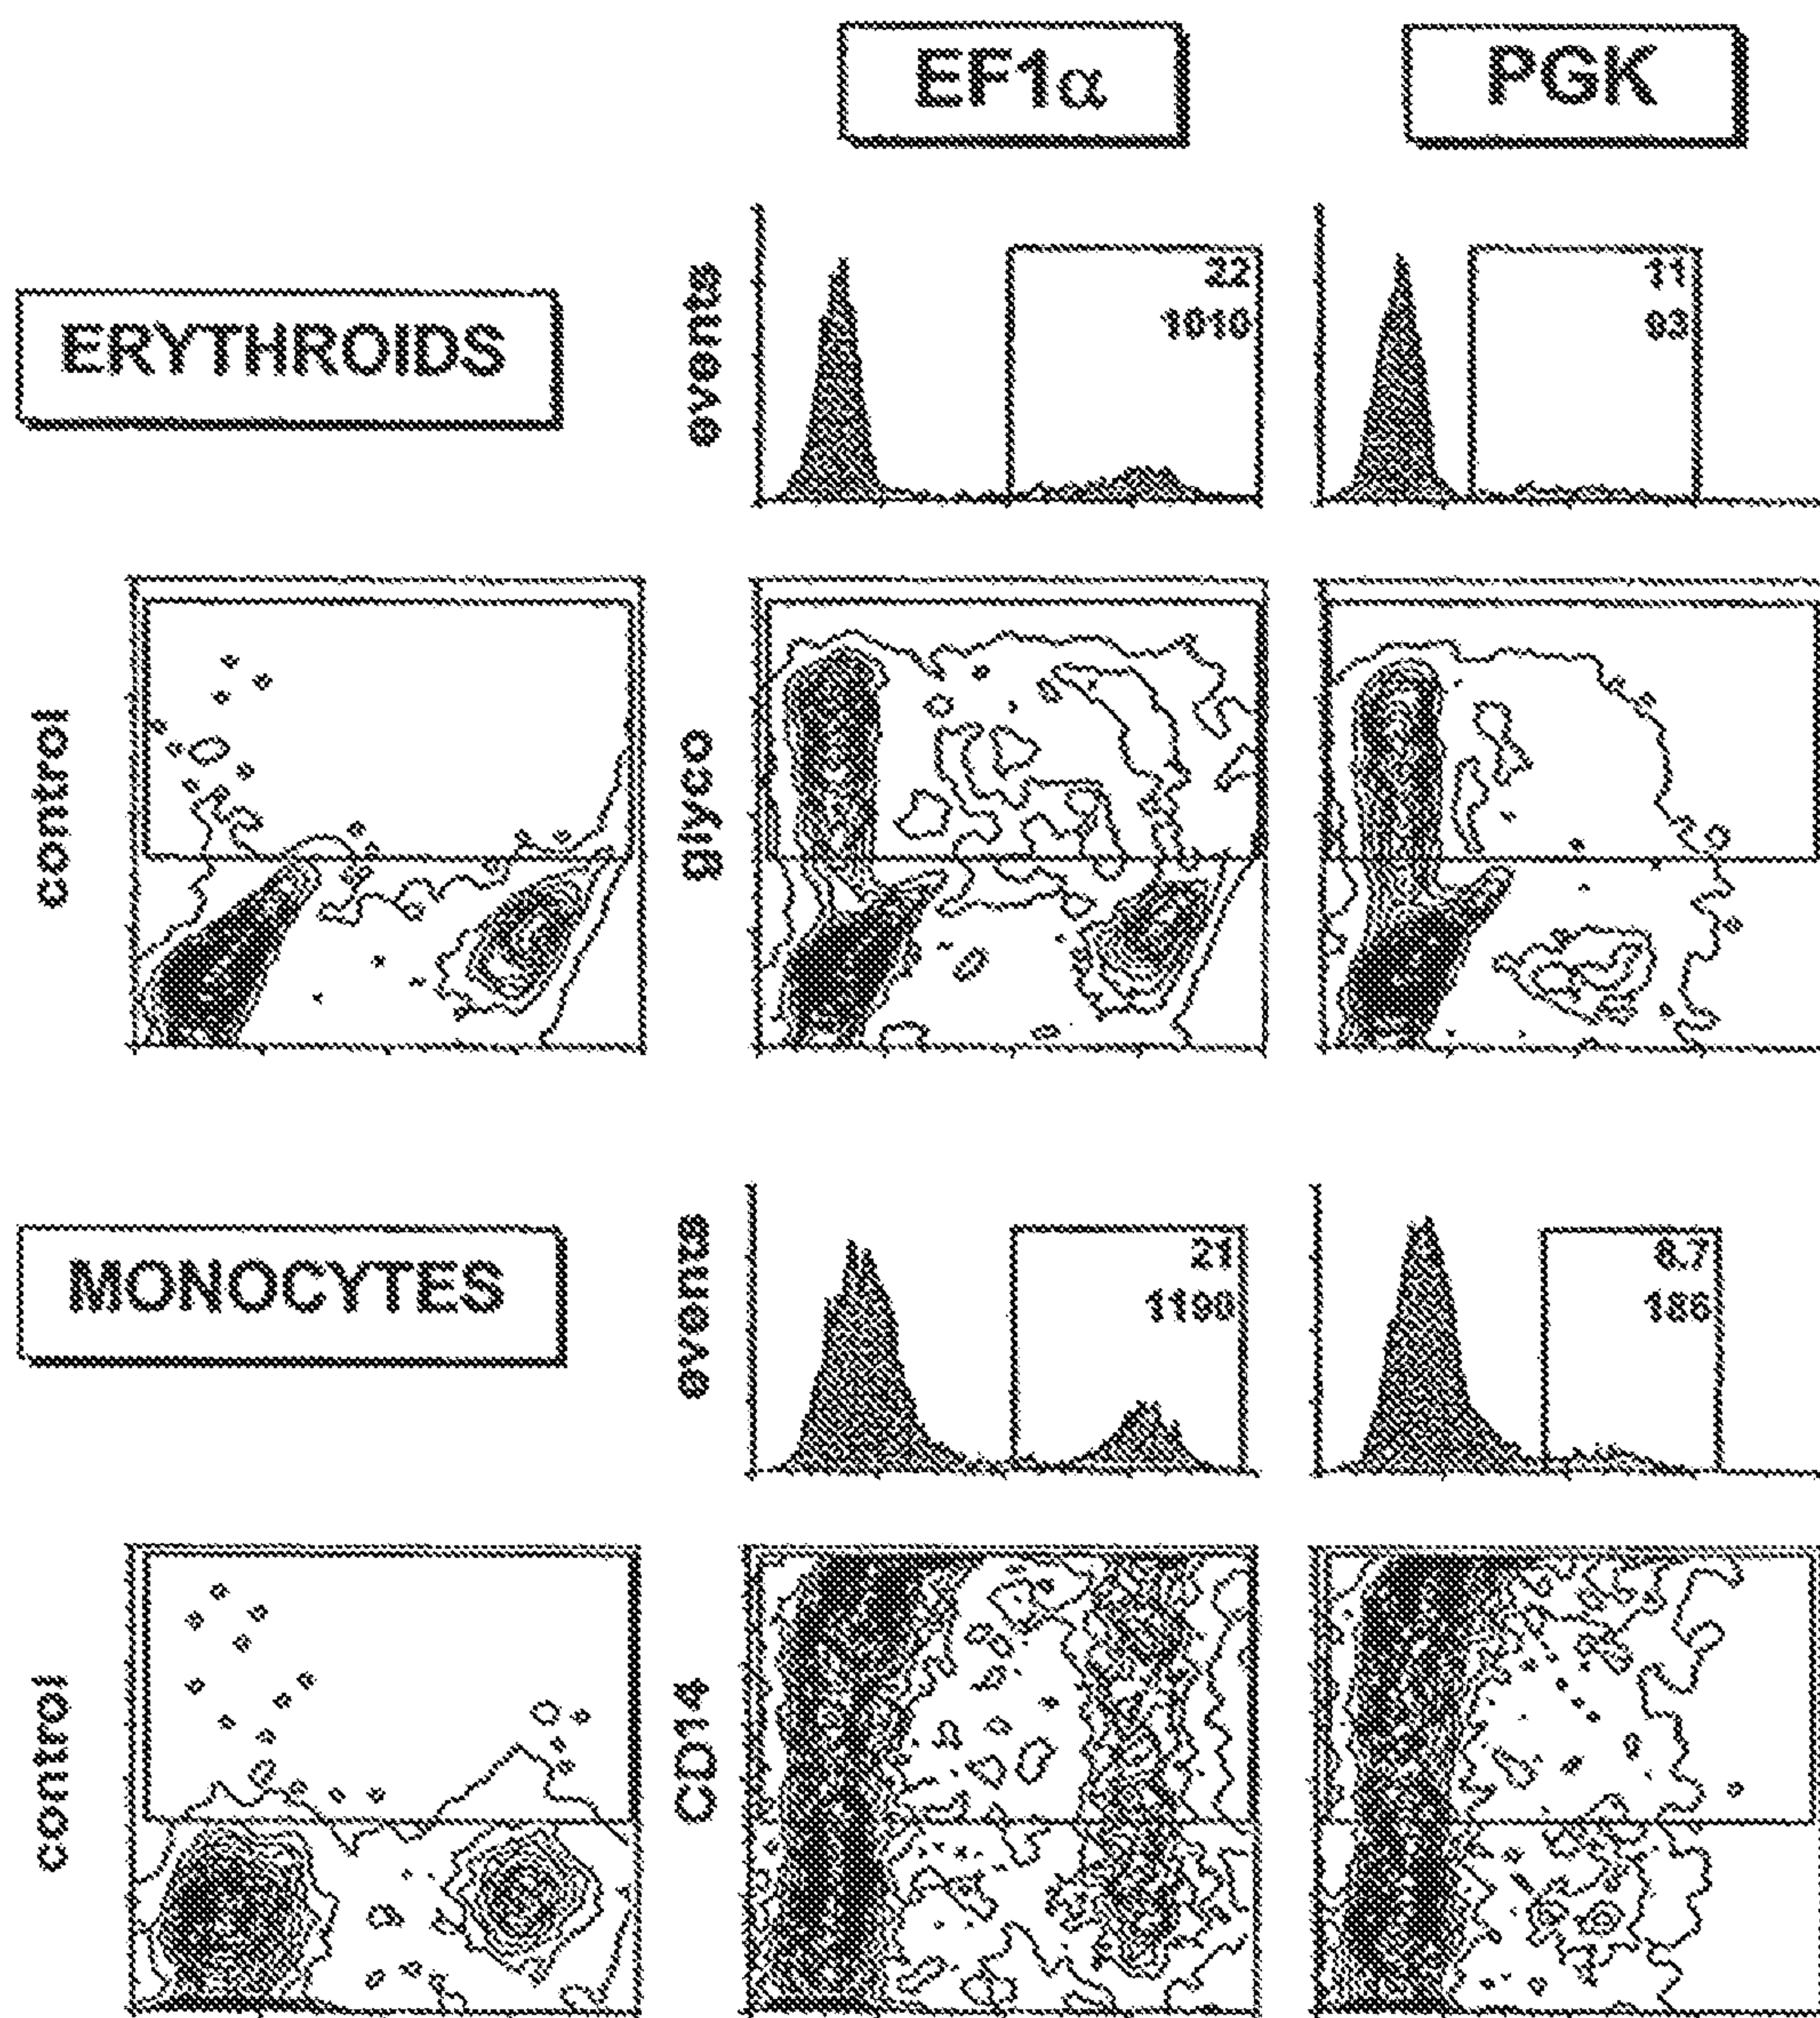 EF1α
PGK
ERYTHROIDS
events
22
1010
11
control
glyco
MONOCYTES
events
21
186
control
CD14